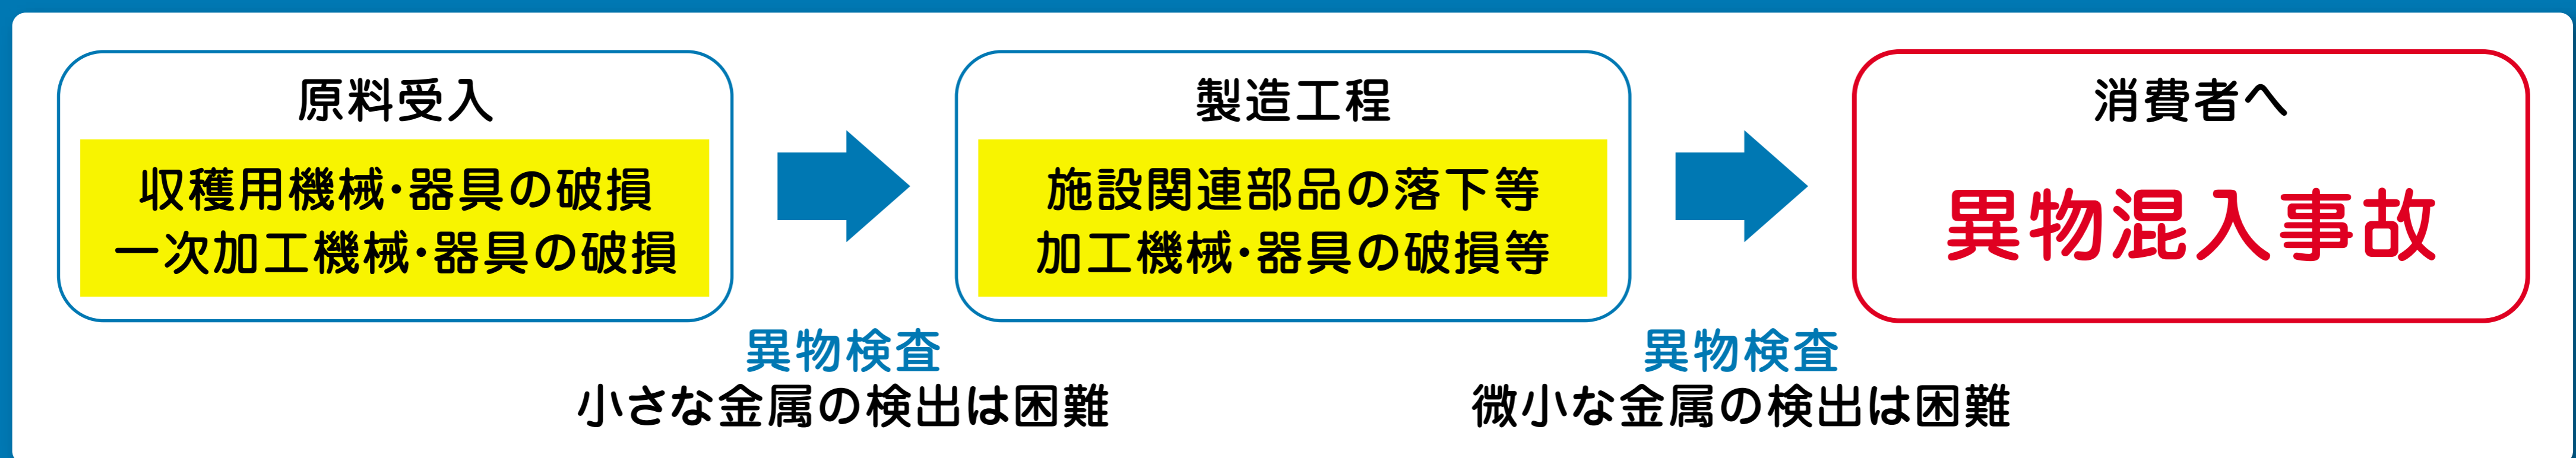 原料受入
収穫用機械･器具の破損
一次加工機械･器具の破損
製造工程
施設関連部品の落下等
加工機械･器具の破損等
消費者へ
異物混入事故
異物検査
小さな金属の検出は困難
異物検査
微小な金属の検出は困難